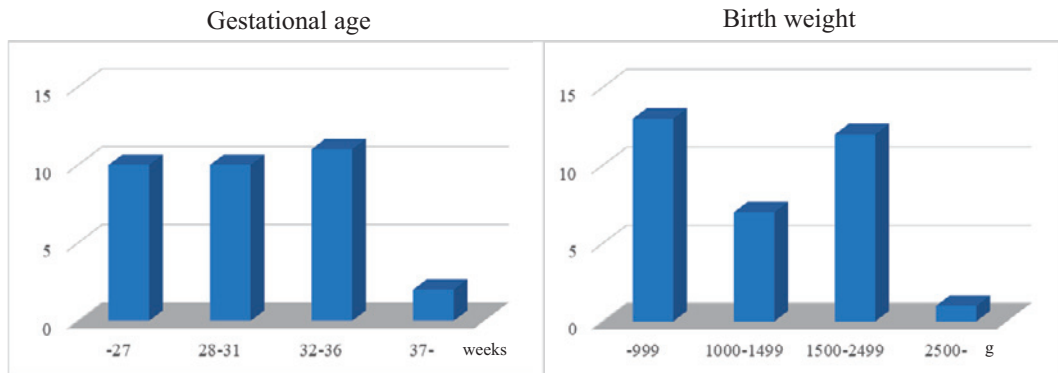 Gestational age
15
10
5
0
-27 28-31 32-36 37- weeks
Birth weight
15
10
5
0
-999 1000-1499 1500-2499 2500- g